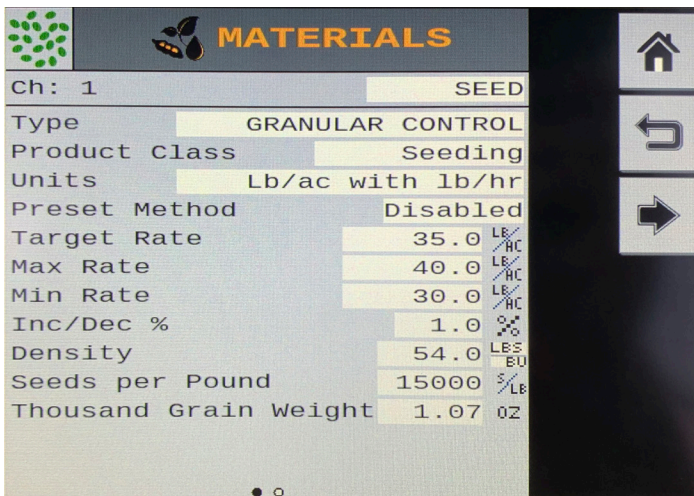 MATERIALS
Ch: 1 SEED
Type GRANULAR CONTROL
Product Class Seeding
Units Lb/ac with lb/hr
Preset Method Disabled
Target Rate 35.0 LB/AC
Max Rate 40.0 LB/AC
Min Rate 30.0 LB/AC
Inc/Dec % 1.0 %
Density 54.0 LBS/BU
Seeds per Pound 15000 S/LB
Thousand Grain Weight 1.07 OZ